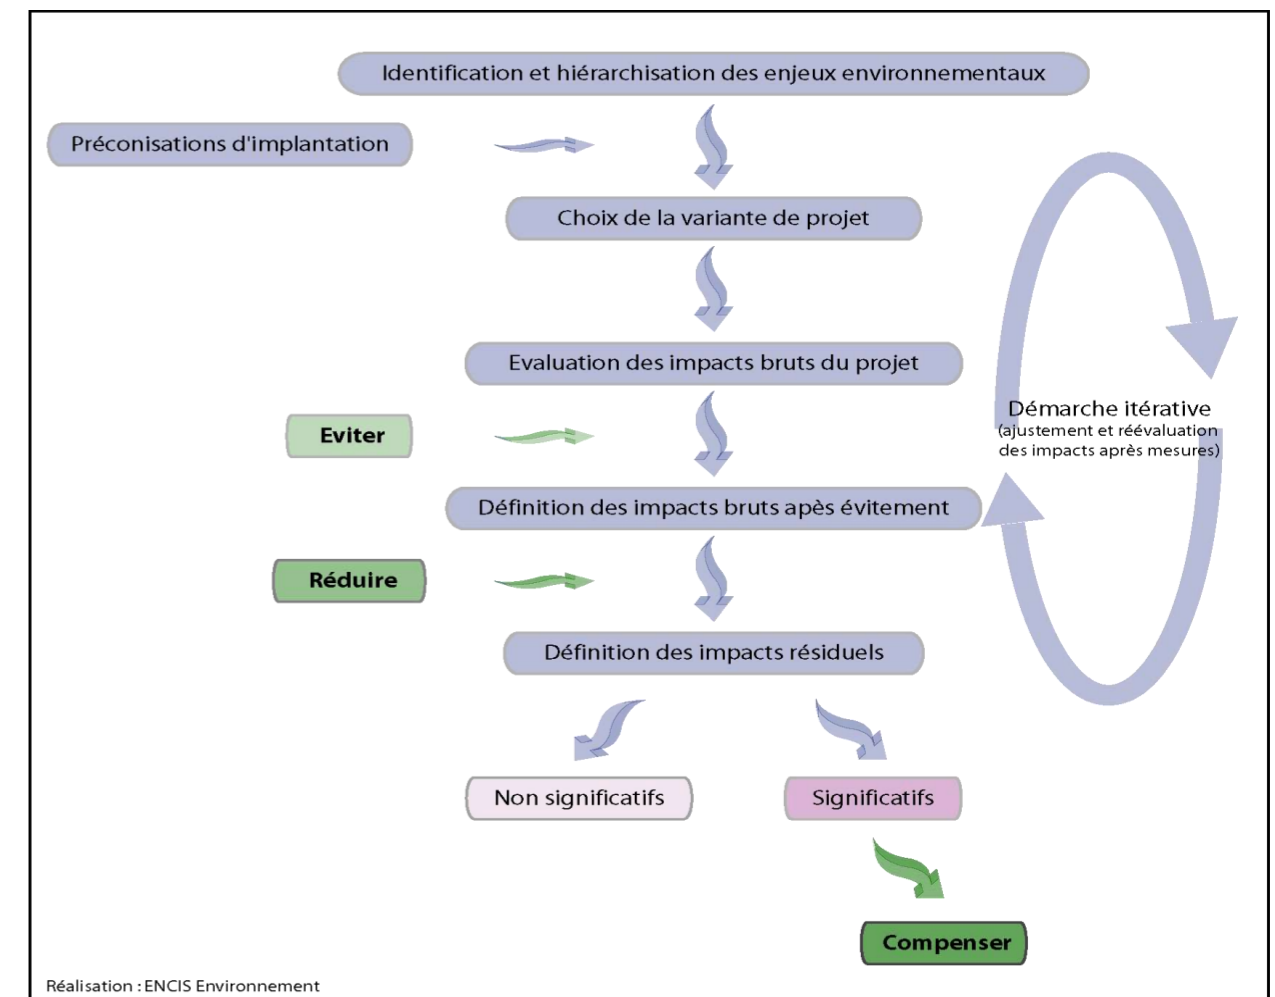 Identification et hiérarchisation des enjeux environnementaux
Préconisations d'implantation
Choix de la variante de projet
Evaluation des impacts bruts du projet
Démarche itérative
(ajustement et réévaluation
des impacts après mesures)
Eviter
Définition des impacts bruts apès évitement
Réduire
Définition des impacts résiduels
Non significatifs
Significatifs
Compenser
Réalisation : ENCIS Environnement